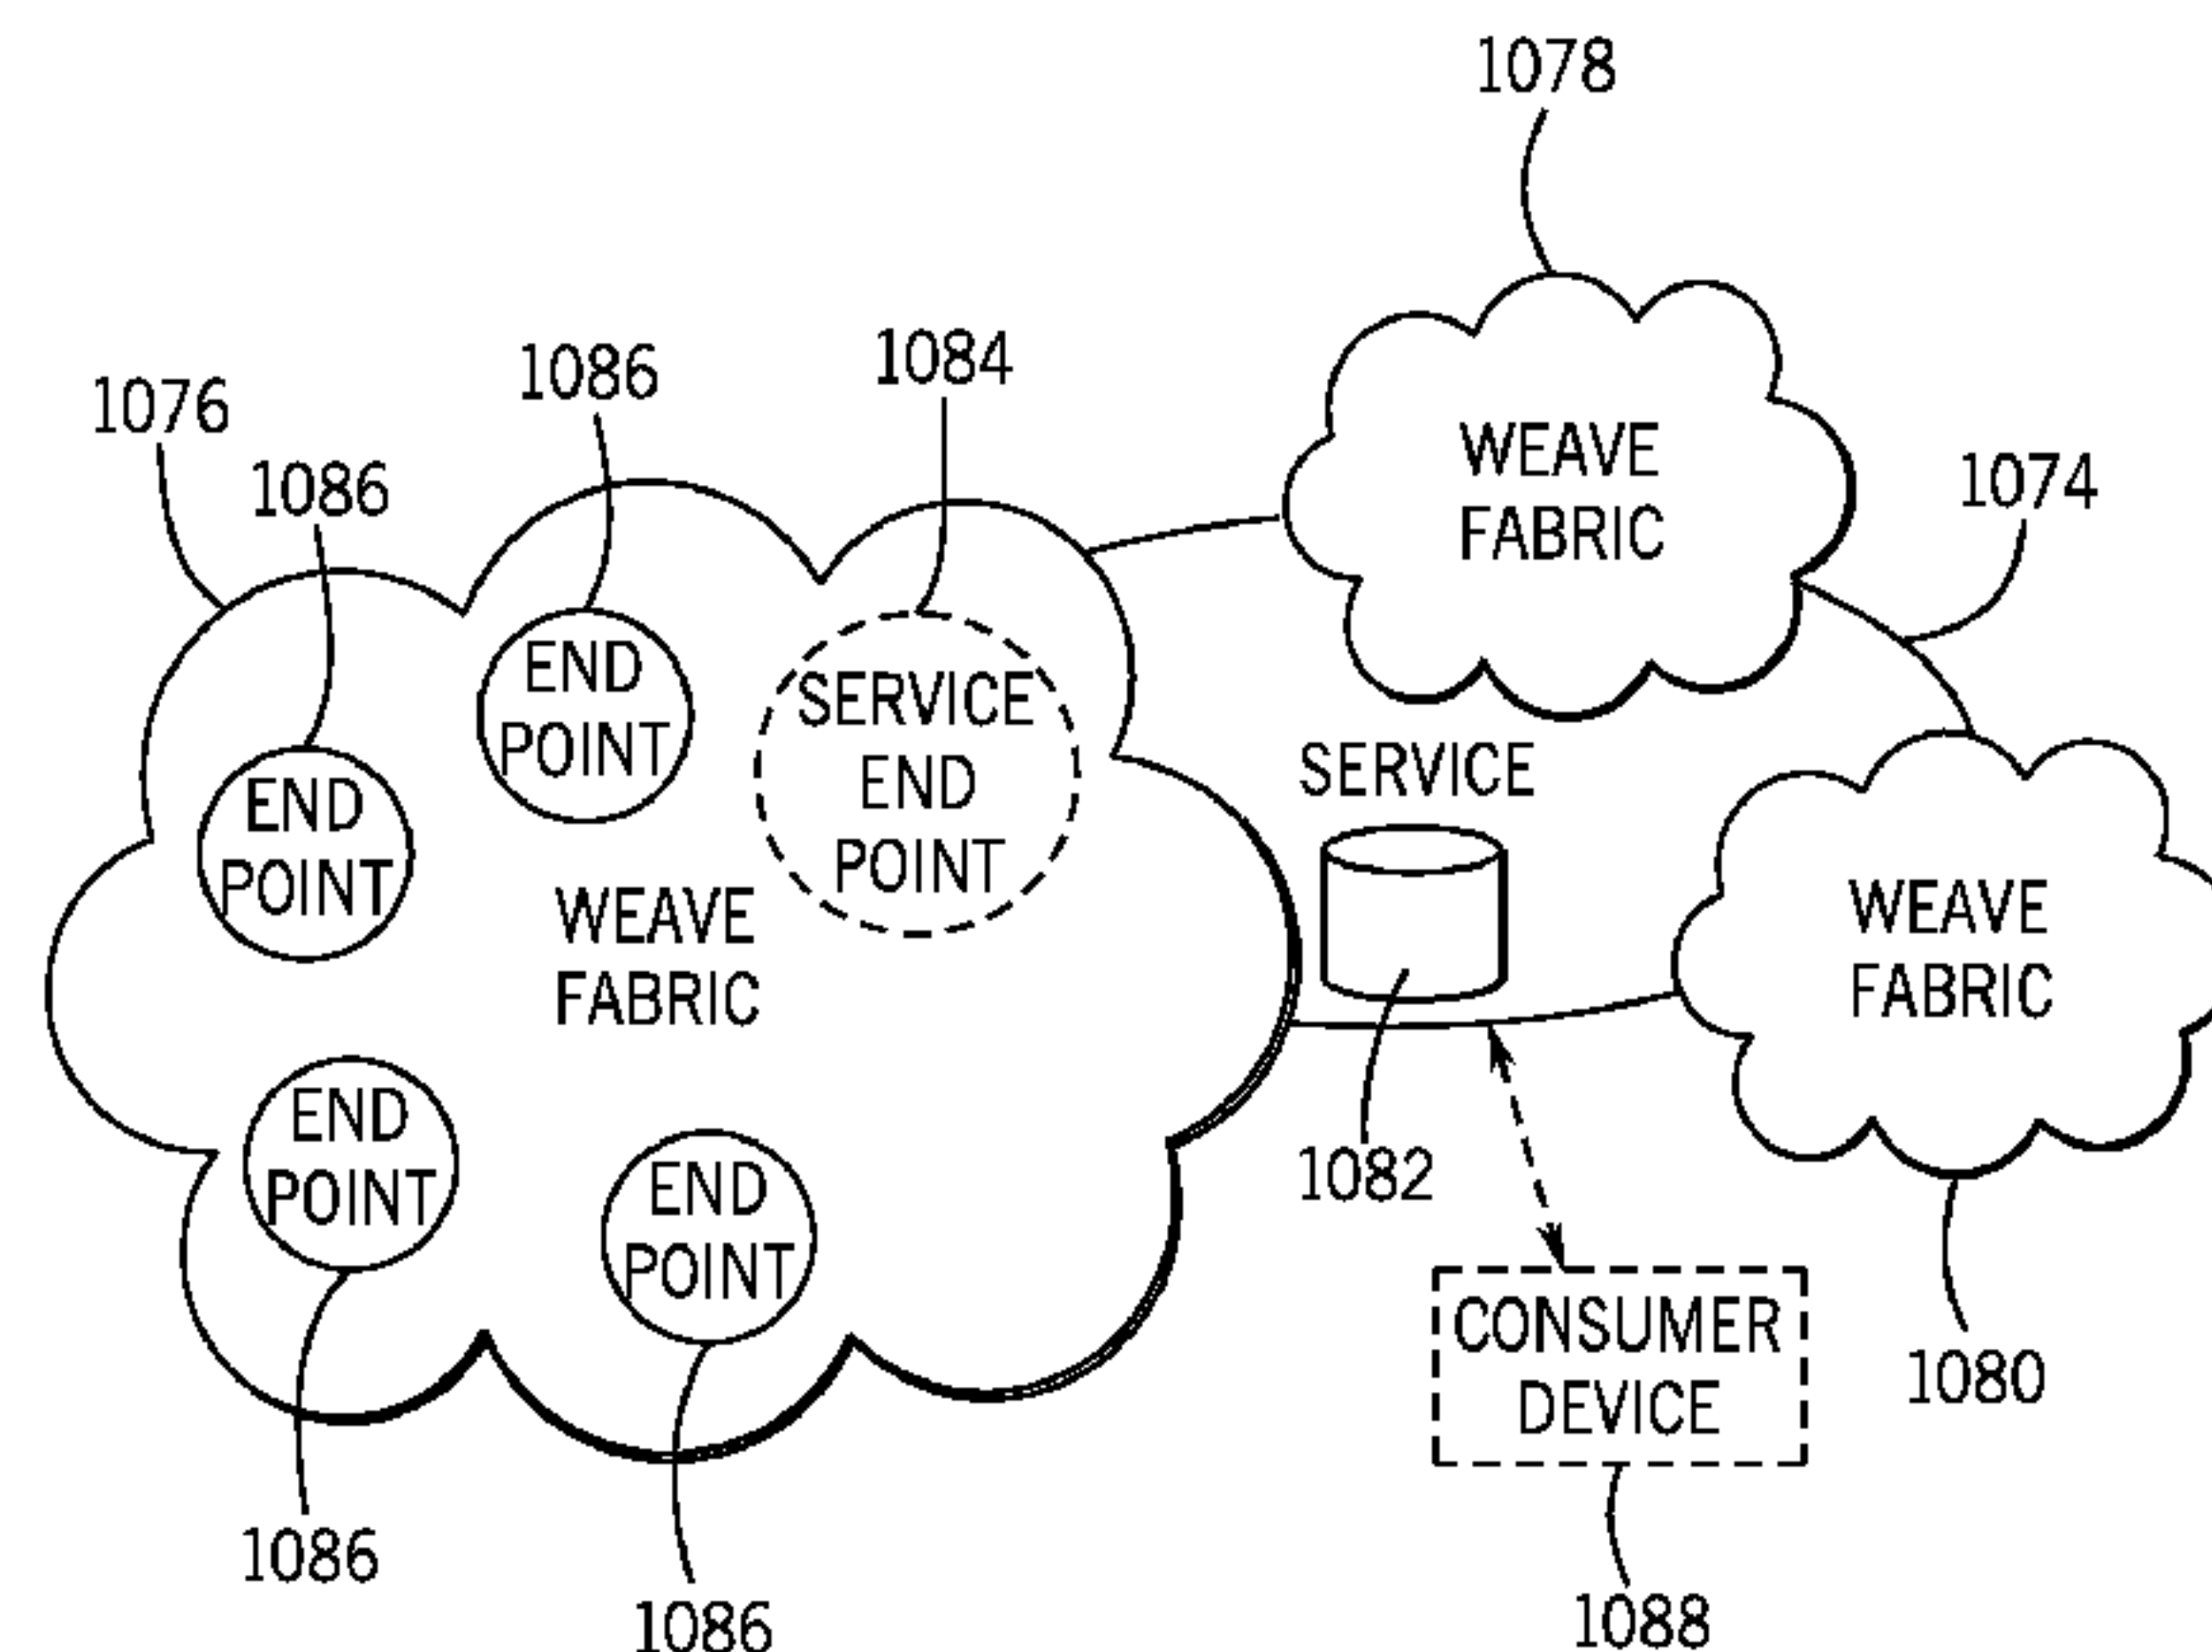 1078
1084
1086
1076
1086
WEAVE
FABRIC
1074
END
POINT
SERVICE
END
POINT
END
POINT
SERVICE
WEAVE
FABRIC
WEAVE
FABRIC
END
POINT
END
POINT
1082
CONSUMER
DEVICE
1080
1086
1086
1088